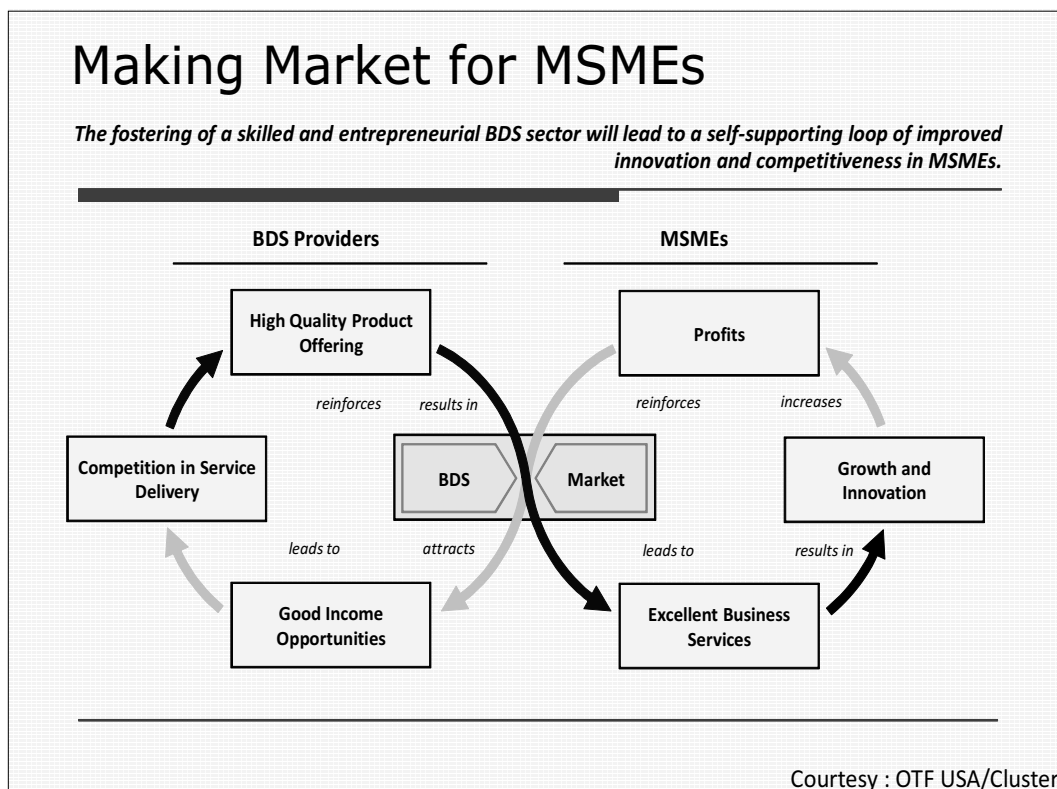 Making Market for MSMEs
The fostering of a skilled and entrepreneurial BDS sector will lead to a self-supporting loop of improved
innovation and competitiveness in MSMEs.
BDS Providers
MSMEs
High Quality Product
Offering
Profits
reinforces
results in
reinforces
increases
Competition in Service
Delivery
BDS
Market
Growth and
Innovation
leads to
attracts
leads to
results in
Good Income
Opportunities
Excellent Business
Services
Courtesy : OTF USA/Cluster